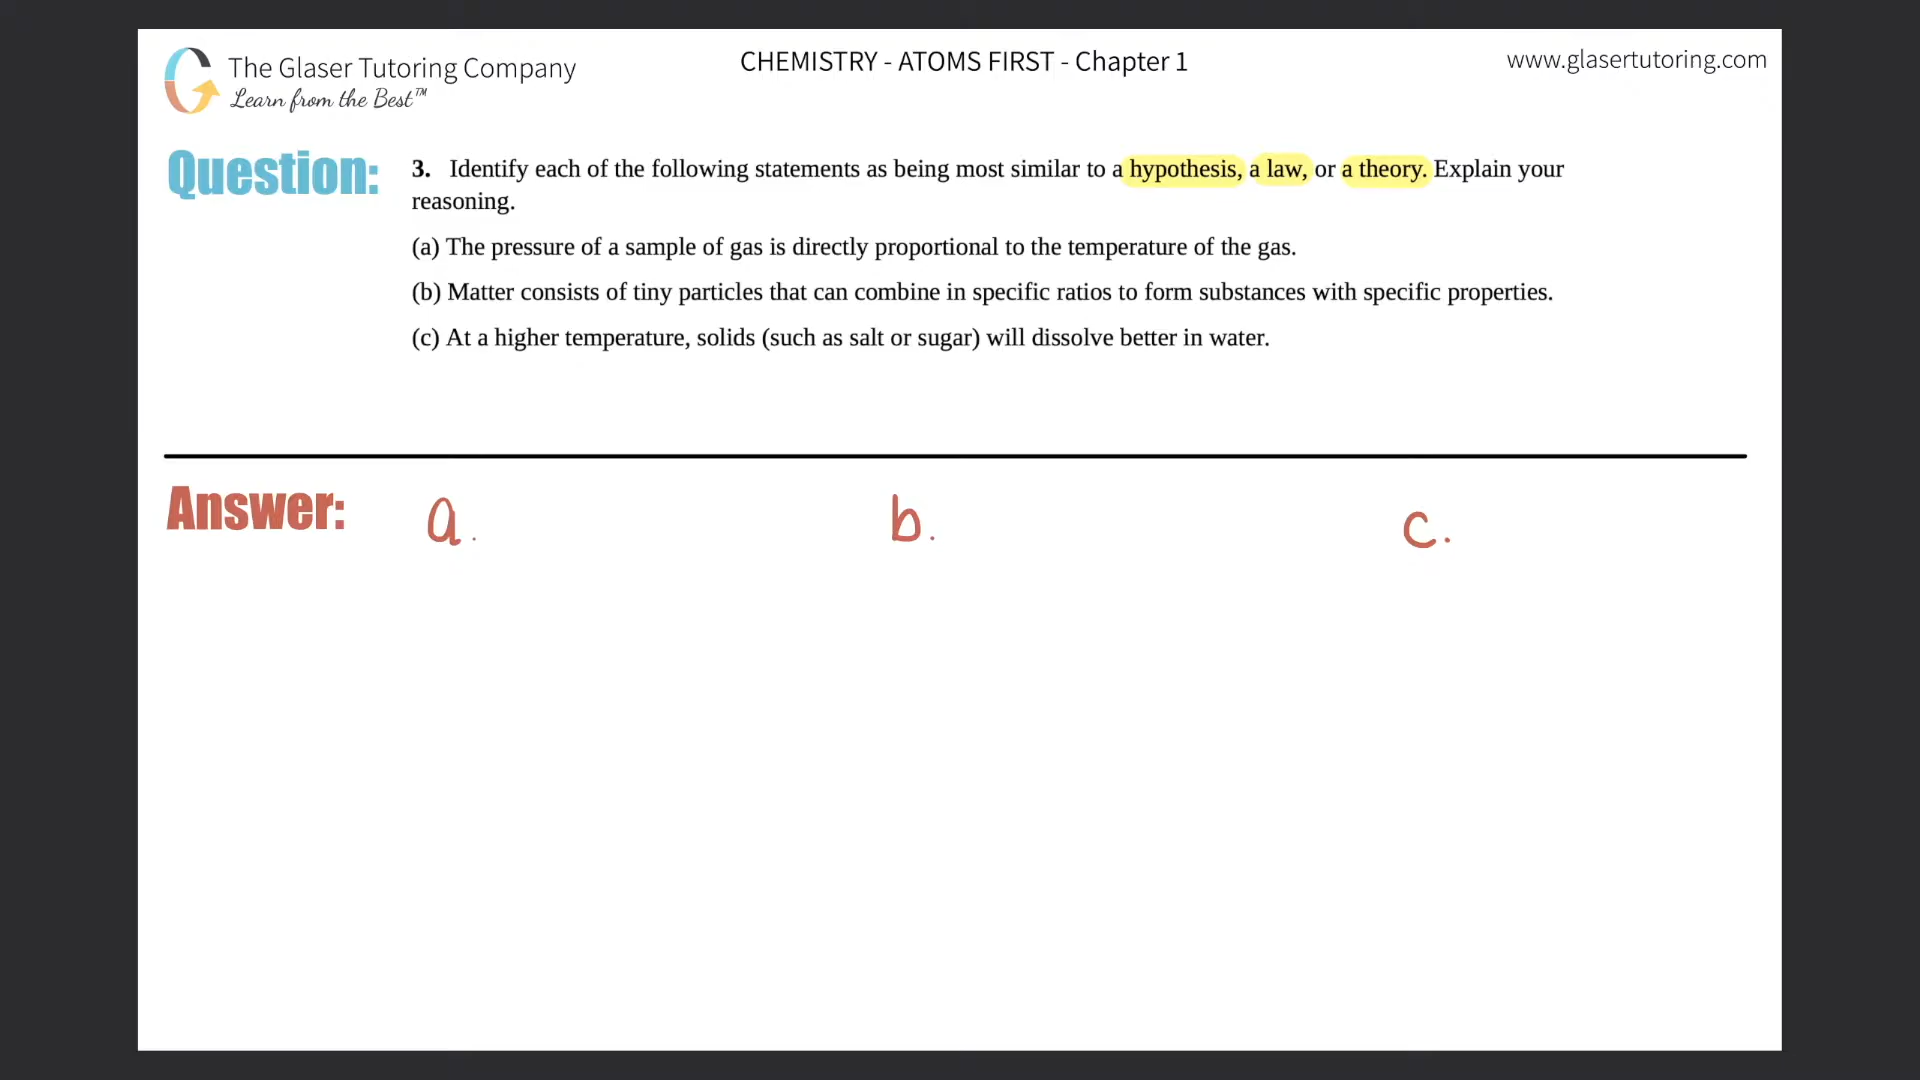 The Glaser Tutoring Company
Learn from the Best™
CHEMISTRY - ATOMS FIRST - Chapter 1
www.glasertutoring.com
Question:
3. Identify each of the following statements as being most similar to a hypothesis, a law, or a theory. Explain your
reasoning.
(a) The pressure of a sample of gas is directly proportional to the temperature of the gas.
(b) Matter consists of tiny particles that can combine in specific ratios to form substances with specific properties.
(c) At a higher temperature, solids (such as salt or sugar) will dissolve better in water.
Answer:
a.
b.
c.